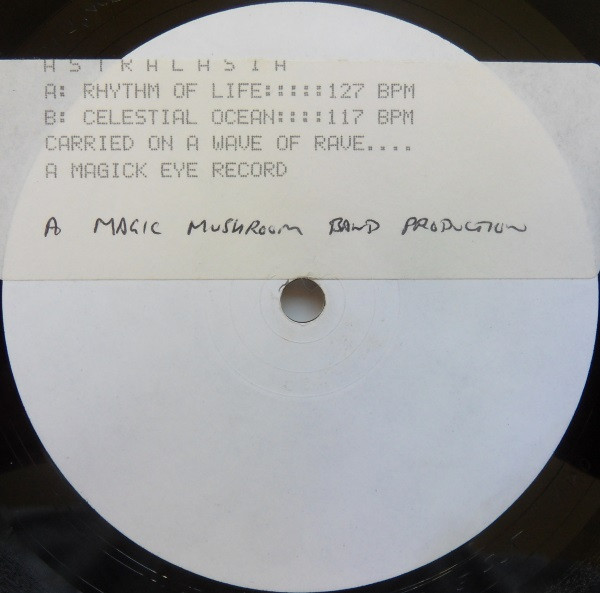 ASTRALASIA
A: RHYTHM OF LIFE:::::127 BPM
B: CELESTIAL OCEAN::::117 BPM
CARRIED ON A WAVE OF RAVE....
A MAGICK EYE RECORD
A MAGIC MUSHROOM BAND PRODUCTION